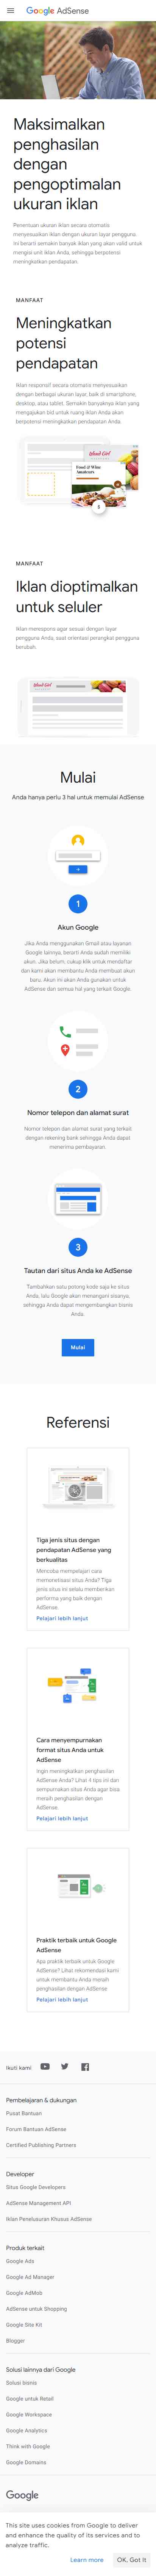 Google AdSense
Maksimalkan
penghasilan
dengan
pengoptimalan
ukuran iklan
Penentuan ukuran iklan secara otomatis
menyesuaikan iklan dengan ukuran layar pengguna.
Ini berarti semakin banyak iklan yang akan valid untuk
mengisi unit iklan Anda, sehingga berpotensi
meningkatkan pendapatan.
MANFAAT
Meningkatkan
potensi
pendapatan
Iklan responsif secara otomatis menyesuaikan
dengan berbagai ukuran layar, baik di smartphone,
desktop, atau tablet. Semakin banyaknya iklan yang
mengajukan bid untuk ruang iklan Anda akan
berpotensi meningkatkan pendapatan Anda.
Food & Wine
Amateurs
MANFAAT
Iklan dioptimalkan
untuk seluler
Iklan merespons agar sesuai dengan layar
pengguna Anda, saat orientasi perangkat pengguna
berubah.
Mulai
Anda hanya perlu 3 hal untuk memulai AdSense
1
Akun Google
Jika Anda menggunakan Gmail atau layanan
Google lainnya, berarti Anda sudah memiliki
akun. Jika belum, cukup klik untuk mendaftar
dan kami akan membantu Anda membuat akun
baru. Akun ini akan Anda gunakan untuk
AdSense dan semua hal yang terkait Google.
2
Nomor telepon dan alamat surat
Nomor telepon dan alamat surat yang terkait
dengan rekening bank sehingga Anda dapat
menerima pembayaran.
3
Tautan dari situs Anda ke AdSense
Tambahkan satu potong kode saja ke situs
Anda, lalu Google akan menangani sisanya,
sehingga Anda dapat mengembangkan bisnis
Anda.
Mulai
Referensi
Tiga jenis situs dengan
pendapatan AdSense yang
berkualitas
Mencoba mempelajari cara
memonetisasi situs Anda? Tiga
jenis situs ini selalu memberikan
performa yang baik dengan
AdSense.
Pelajari lebih lanjut
Cara menyempurnakan
format situs Anda untuk
AdSense
Ingin meningkatkan penghasilan
AdSense Anda? Lihat 4 tips inti dan
sempurnakan situs Anda agar bisa
meraih penghasilan dengan
AdSense.
Pelajari lebih lanjut
Praktik terbaik untuk Google
AdSense
Apa praktik terbaik untuk Google
AdSense? Lihat rekomendasi kami
untuk membantu Anda meraih
penghasilan dengan AdSense
Pelajari lebih lanjut
Ikuti kami
Pembelajaran & dukungan
Pusat Bantuan
Forum Bantuan AdSense
Certified Publishing Partners
Developer
Situs Google Developers
AdSense Management API
Iklan Penelusuran Khusus AdSense
Produk terkait
Google Ads
Google Ad Manager
Google AdMob
AdSense untuk Shopping
Google Site Kit
Blogger
Solusi lainnya dari Google
Solusi bisnis
Google untuk Retail
Google Workspace
Google Analytics
Think with Google
Google Domains
Google
This site uses cookies from Google to deliver
and enhance the quality of its services and to
analyze traffic.
Learn more
OK, Got It